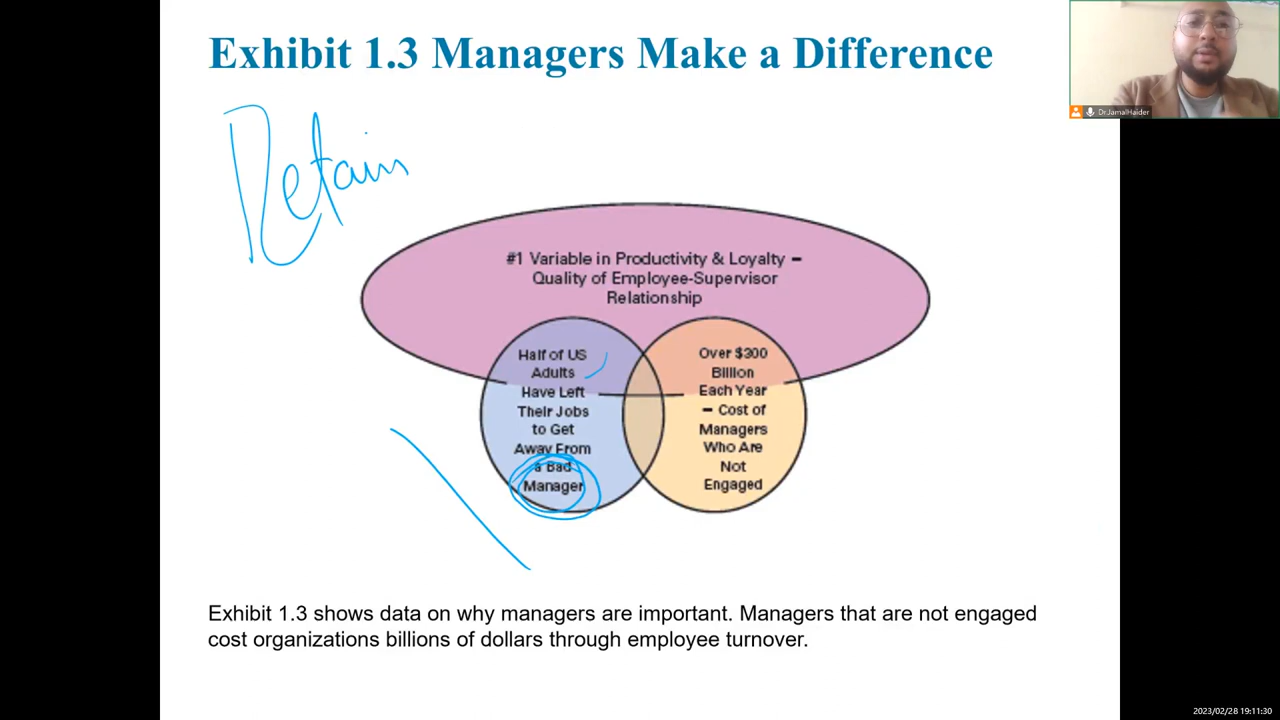 Exhibit 1.3 Managers Make a Difference
Dr.JamalHaider
Retain
#1 Variable in Productivity & Loyalty –
Quality of Employee-Supervisor
Relationship
Half of US
Adults
Have Left
Their Jobs
to Get
Away From
a Bad
Manager
Over $300
Billion
Each Year
– Cost of
Managers
Who Are
Not
Engaged
Exhibit 1.3 shows data on why managers are important. Managers that are not engaged
cost organizations billions of dollars through employee turnover.
2023/02/28 19:11:30